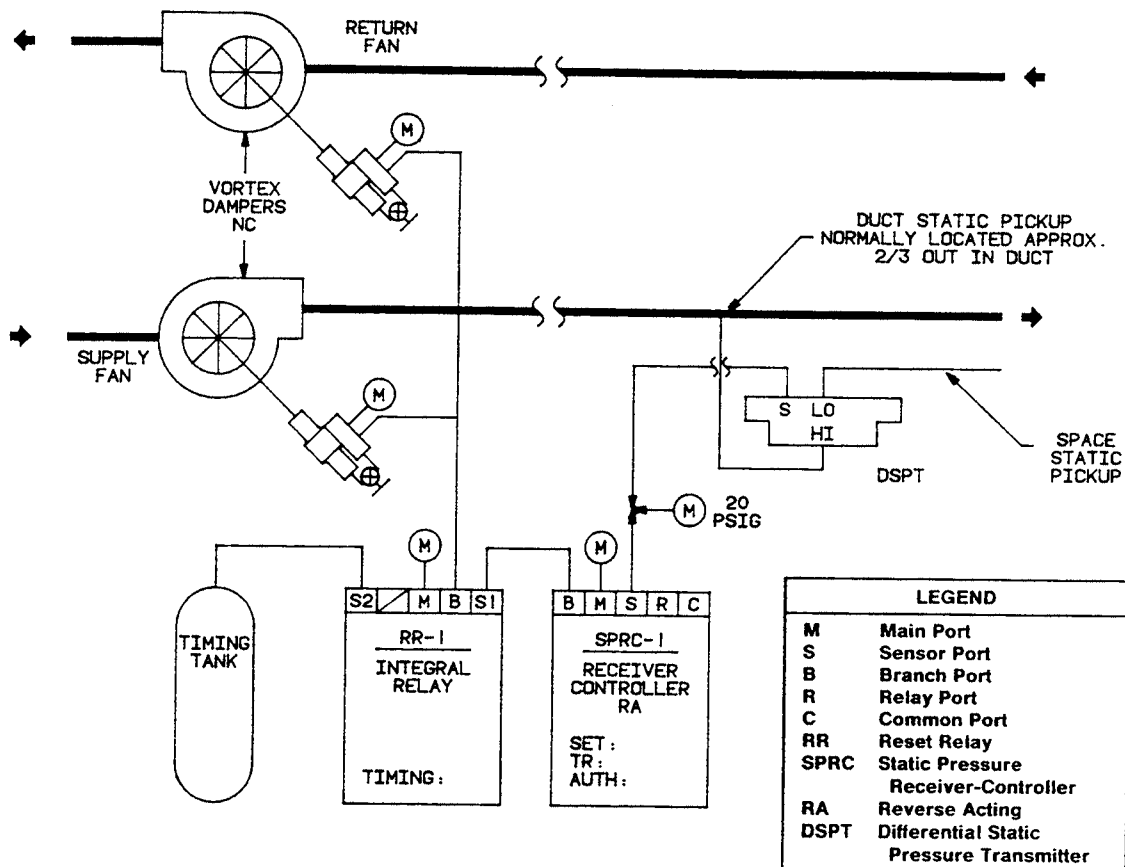 RETURN
FAN
M
VORTEX
DAMPERS
NC
DUCT STATIC PICKUP
NORMALLY LOCATED APPROX.
2/3 OUT IN DUCT
SUPPLY
FAN
M
S LO
HI
DSPT
SPACE
STATIC
PICKUP
M
20
PSIG
M
M
TIMING
TANK
S2 M B S1
RR-1
INTEGRAL
RELAY
TIMING:
B M S R C
SPRC-1
RECEIVER
CONTROLLER
RA
SET:
TR:
AUTH:
LEGEND
M Main Port
S Sensor Port
B Branch Port
R Relay Port
C Common Port
RR Reset Relay
SPRC Static Pressure
Receiver-Controller
RA Reverse Acting
DSPT Differential Static
Pressure Transmitter